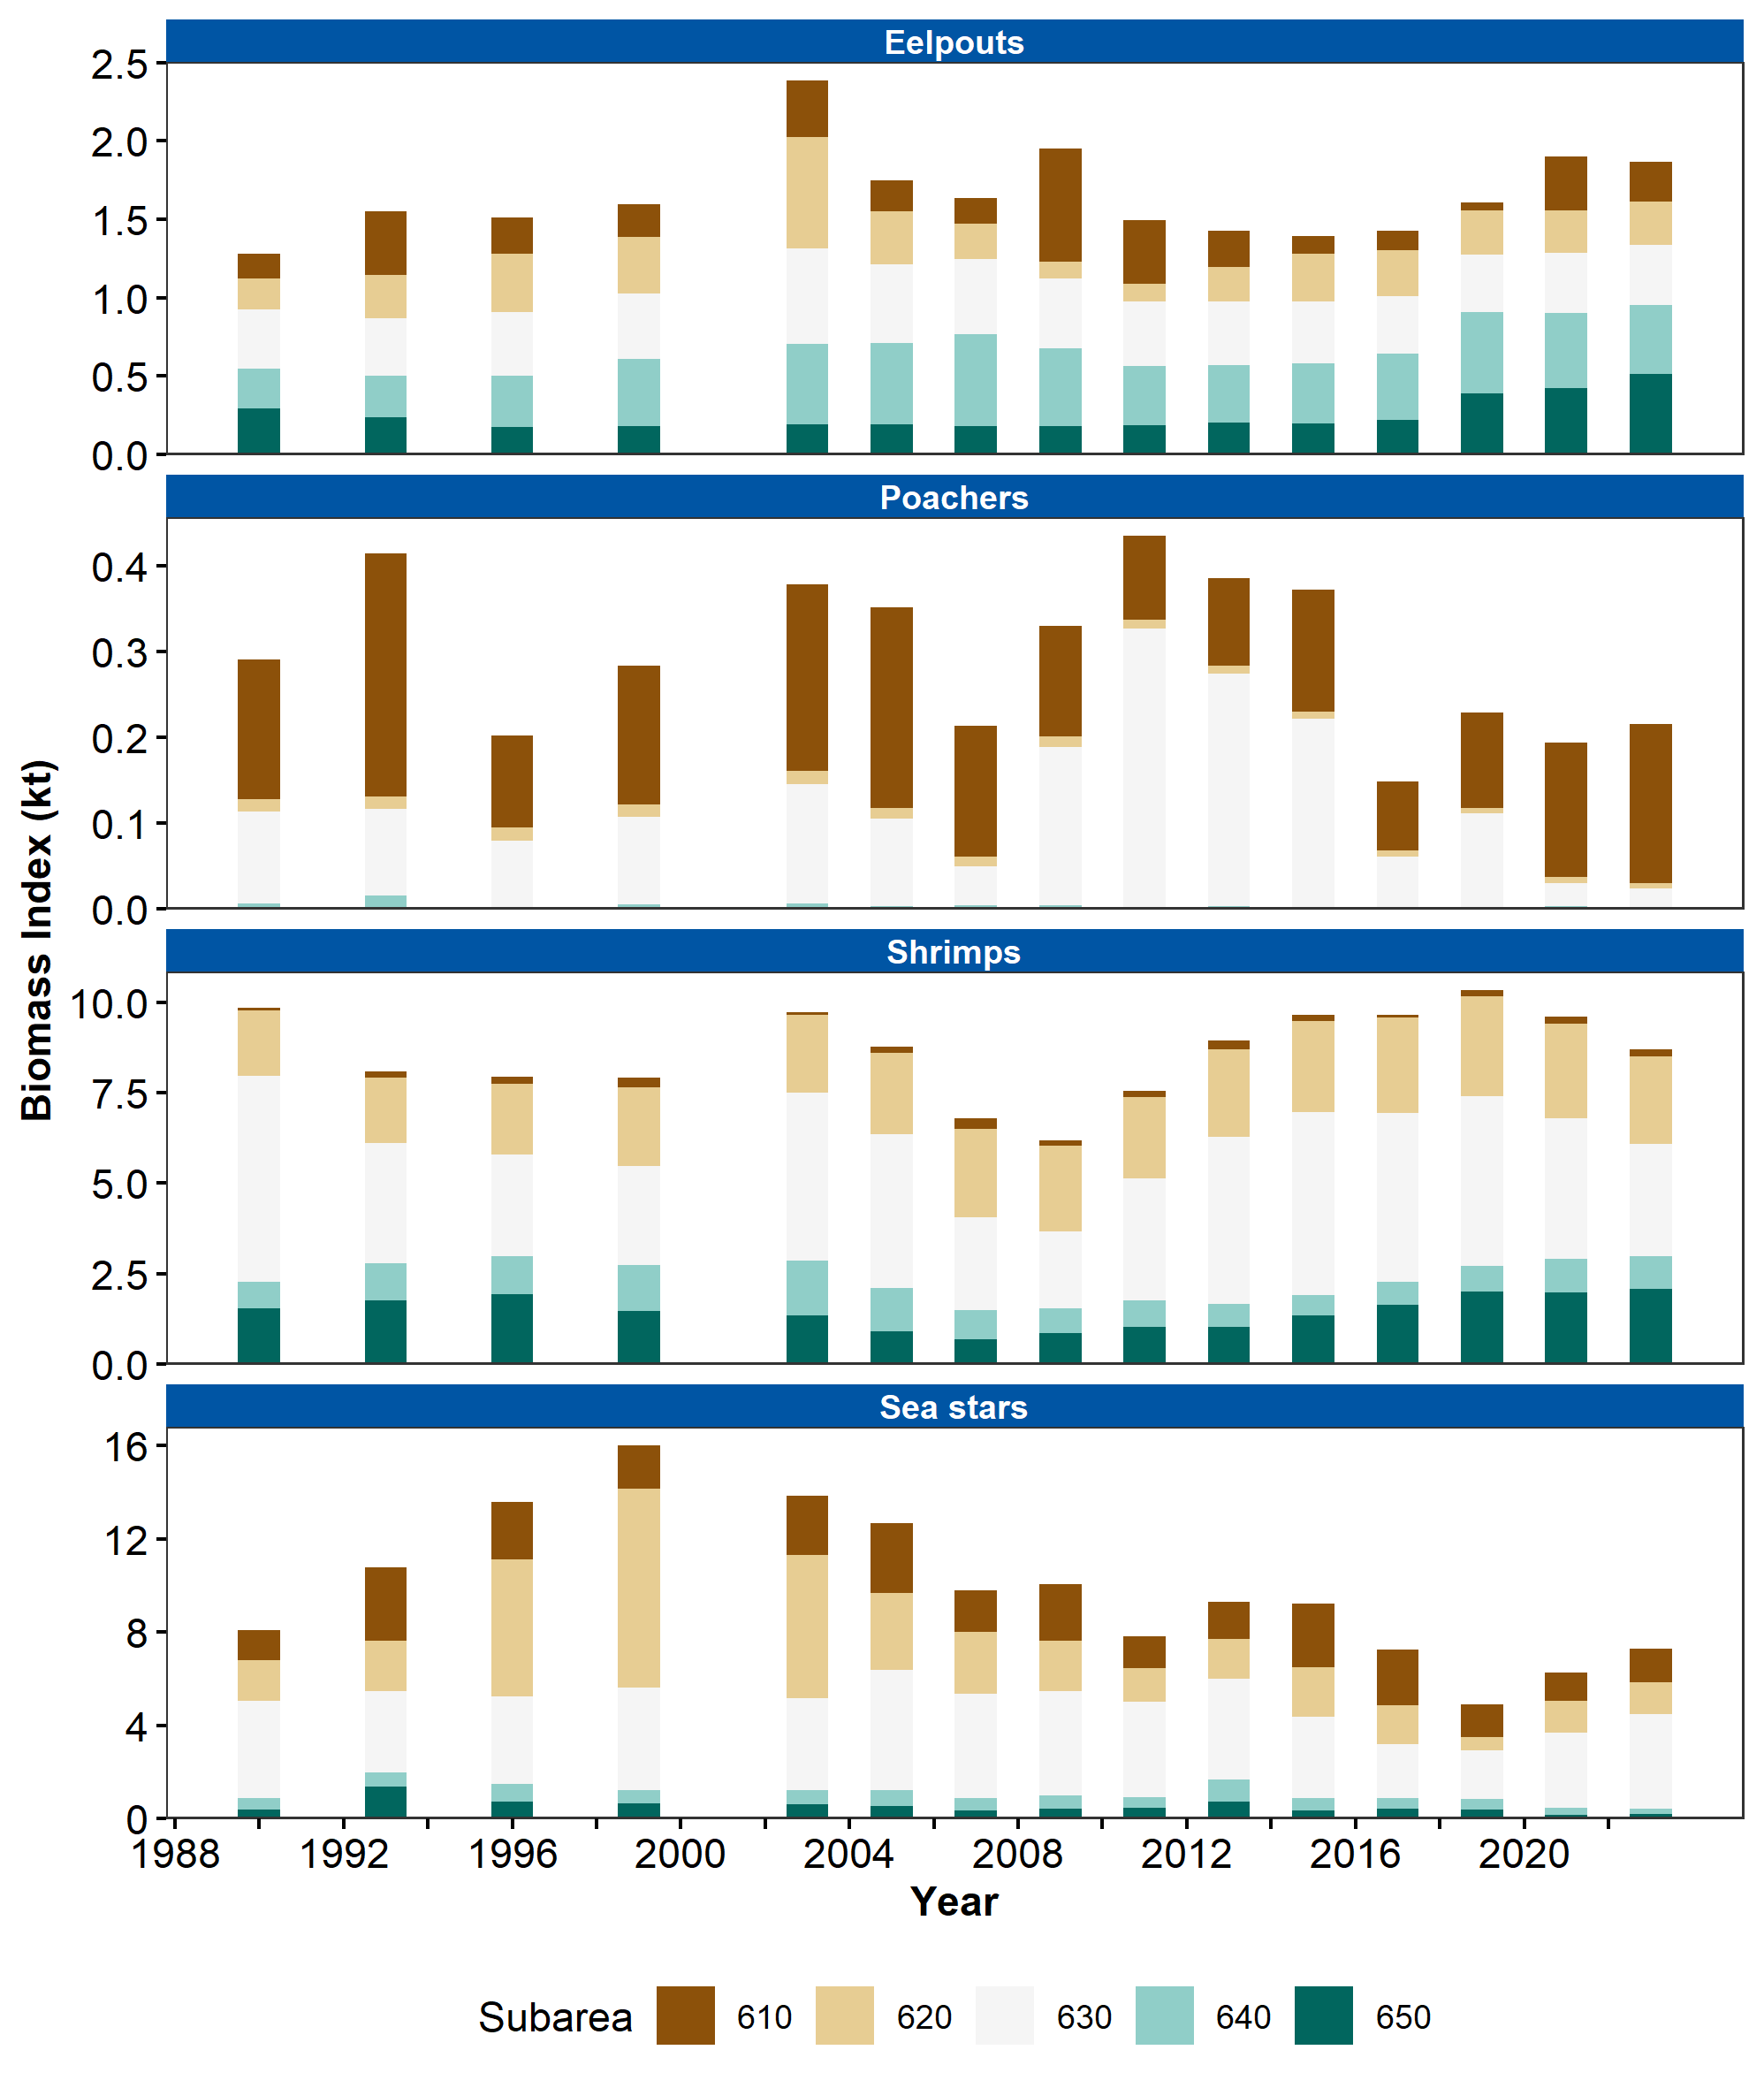 Eelpouts
2.5
2.0
1.5
1.0
0.5
0.0
Poachers
0.4
0.3
0.2
0.1
0.0
Biomass Index (kt)
Shrimps
10.0
7.5
5.0
2.5
0.0
Sea stars
16
12
8
4
0
1988 1992 1996 2000 2004 2008 2012 2016 2020
Year
Subarea 610 620 630 640 650